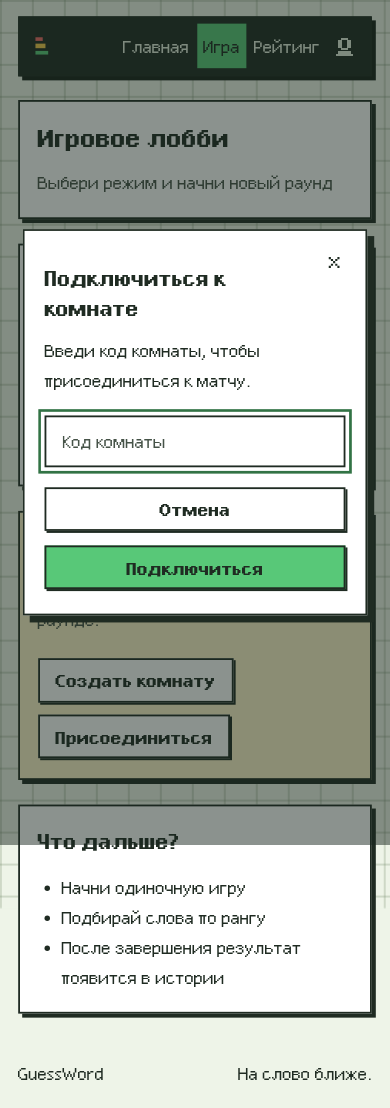 Главная Игра Рейтинг
Игровое лобби
Выбери режим и начни новый раунд
Подключиться к
комнате
Введи код комнаты, чтобы
присоединиться к матчу.
Код комнаты
Отмена
Подключиться
раунде.
Создать комнату
Присоединиться
Что дальше?
• Начни одиночную игру
• Подбирай слова по рангу
• После завершения результат
появится в истории
GuessWord На слово ближе.